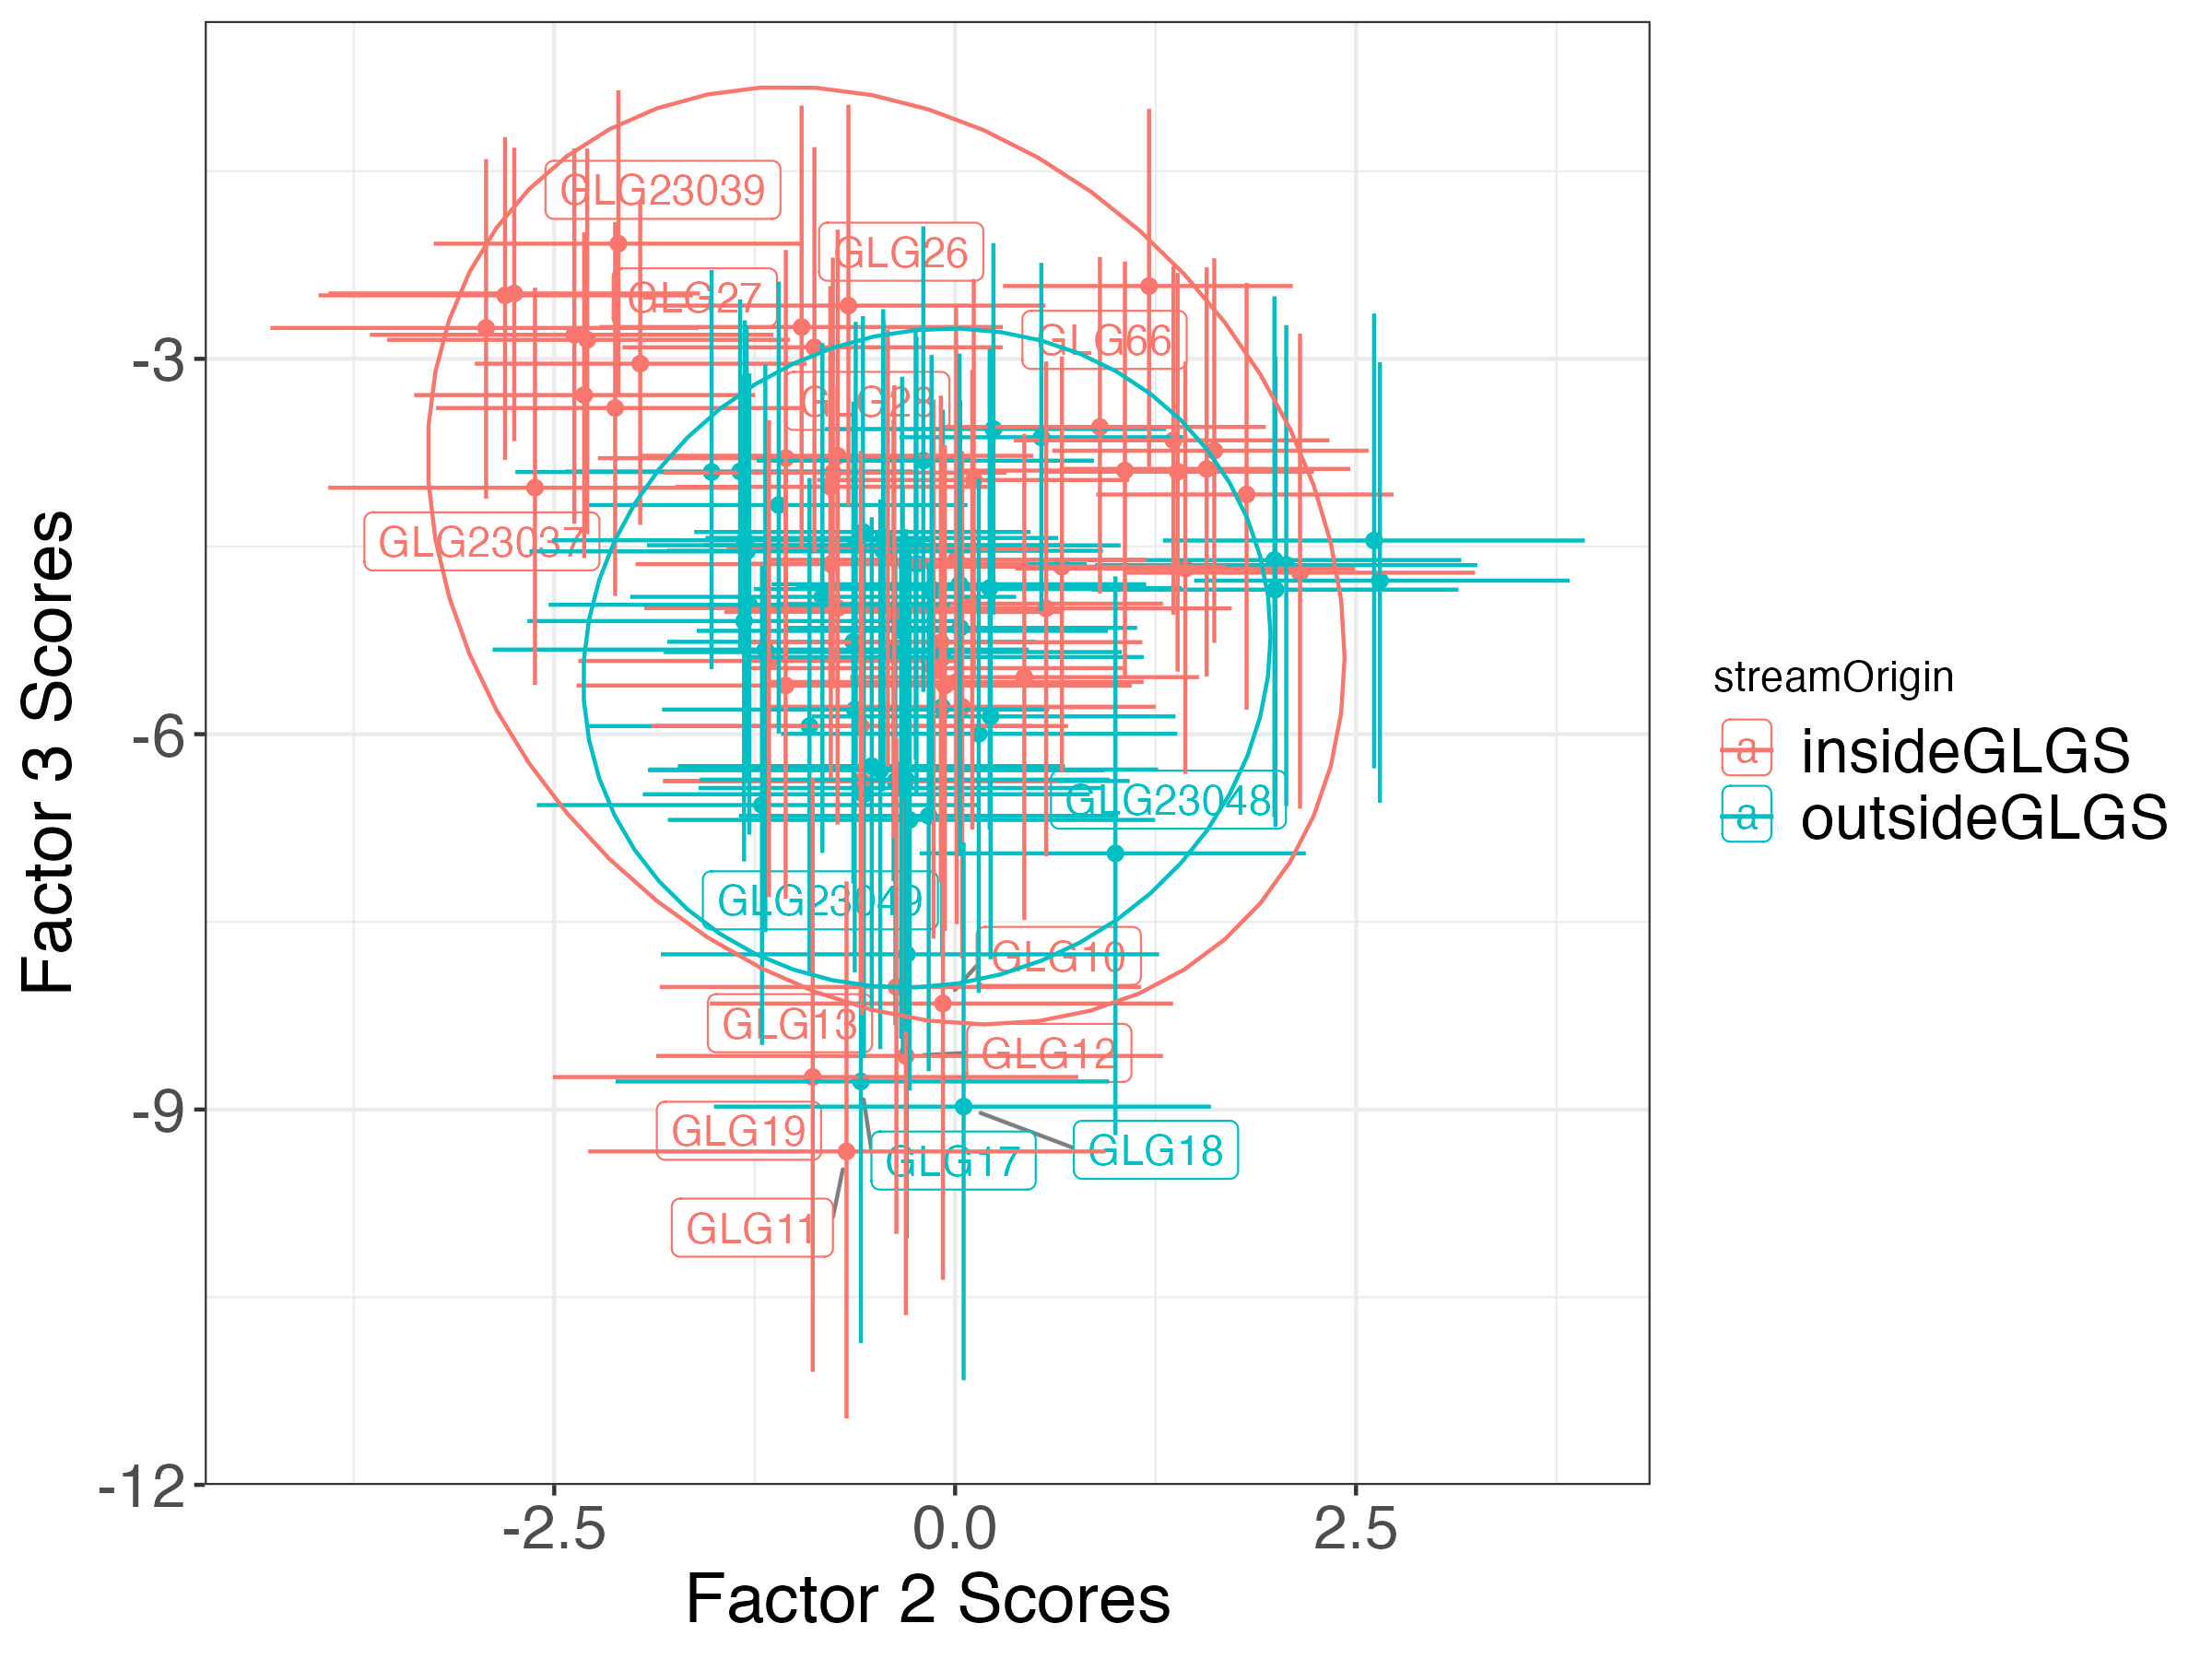 GLG23039
GLG26
GLG27
GLG66
GLG28
GLG23037
GLG23048
GLG23049
GLG10
GLG13
GLG12
GLG19
GLG17
GLG18
GLG11
-3
-6
-9
-12
-2.5
0.0
2.5
Factor 2 Scores
Factor 3 Scores
streamOrigin
a insideGLGS
a outsideGLGS